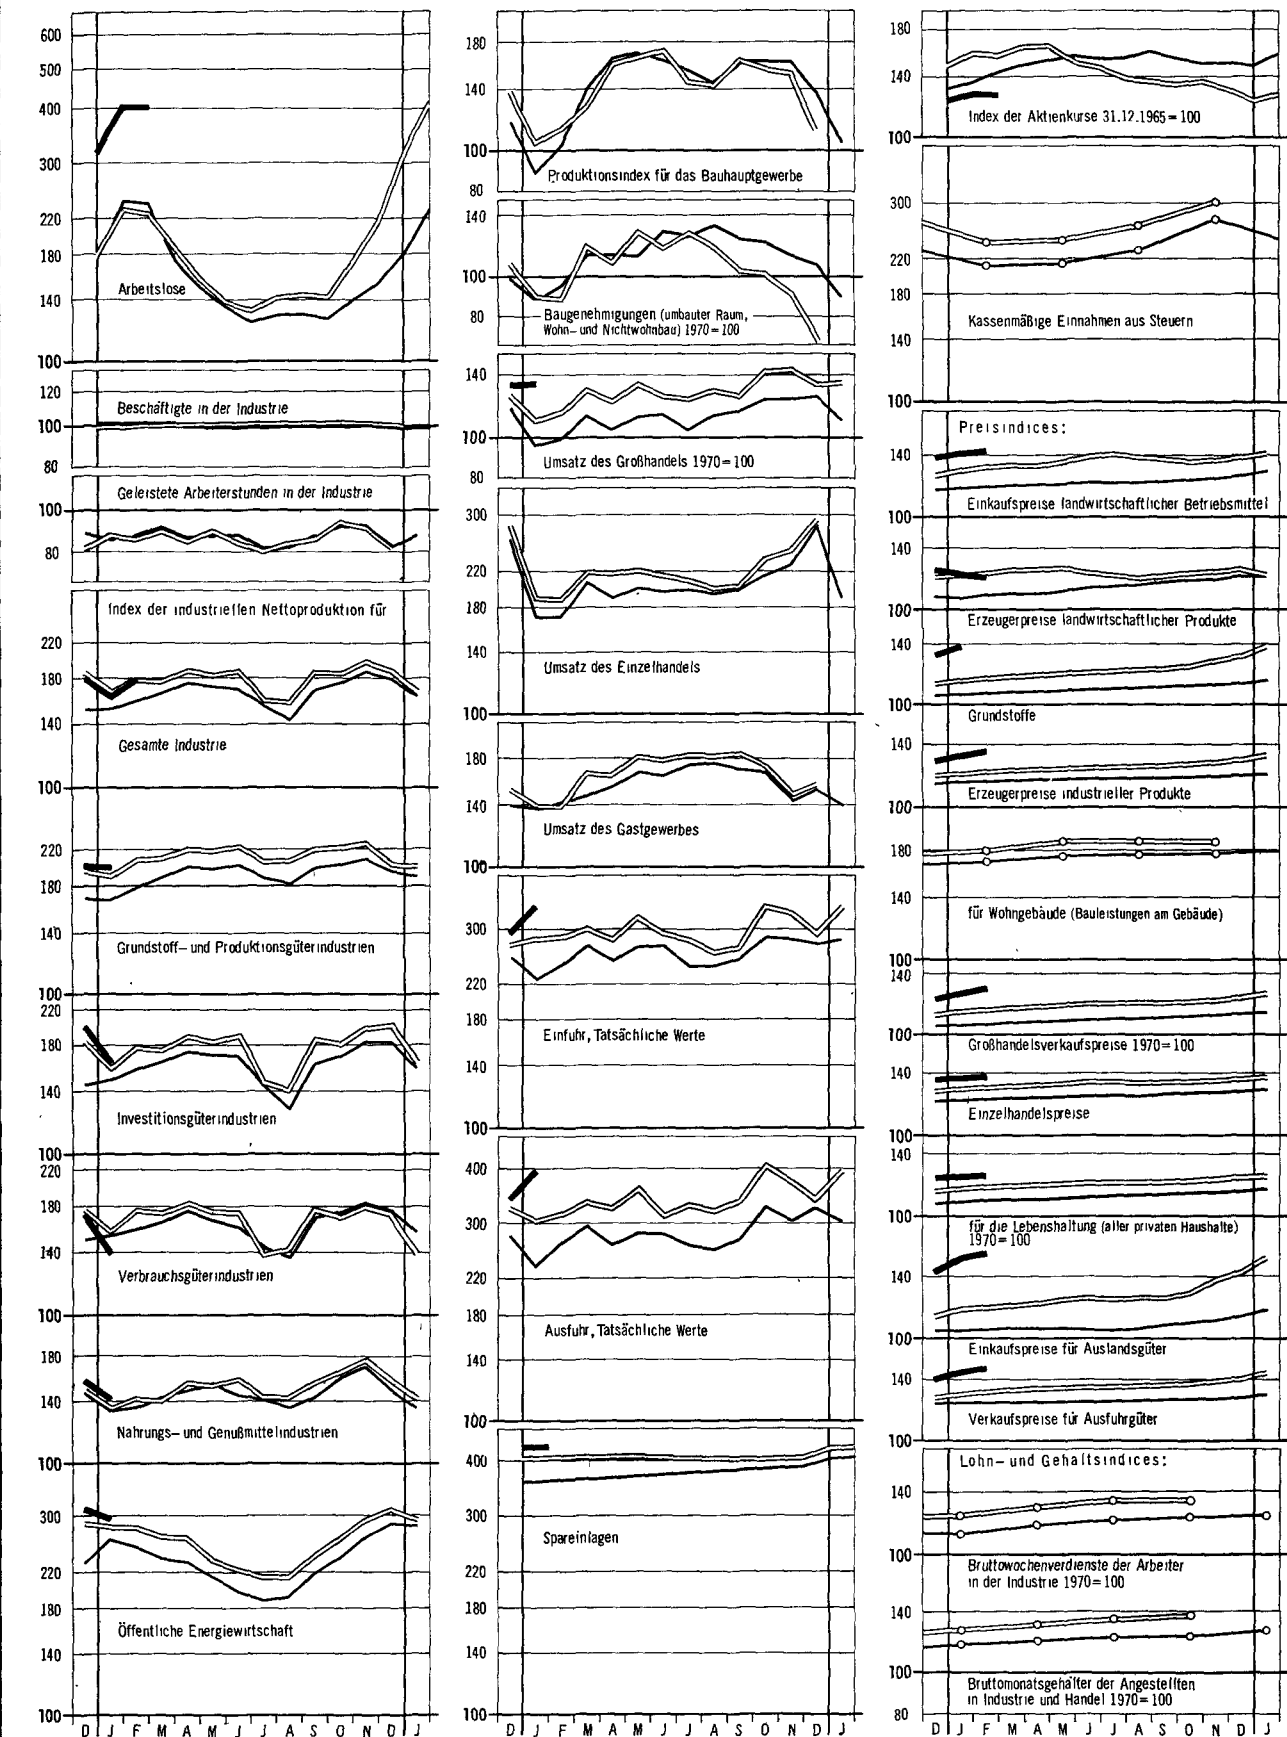 600
500
400
300
220
180
Arbeitslose
140
100
120
Beschäftigte in der Industrie
100
80
Geleistete Arbeiterstunden in der Industrie
100
80
Index der industriellen Nettoproduktion für
220
180
140
Gesamte Industrie
100
220
180
140
Grundstoff- und Produktionsgüterindustrien
100
220
180
140
Investitionsgüterindustrien
100
220
180
140
Verbrauchsgüterindustrien
100
180
140
Nahrungs- und Genußmittelindustrien
100
300
220
180
Öffentliche Energiewirtschaft
140
100
D J F M A M J J A S O N D J
180
140
100
Produktionsindex für das Bauhauptgewerbe
80
140
100
Baugenehmigungen (umbauter Raum,
80
Wohn- und Nichtwohnbau) 1970=100
140
100
Umsatz des Großhandels 1970=100
80
300
220
180
140
Umsatz des Einzelhandels
100
180
140
Umsatz des Gastgewerbes
100
300
220
180
Einfuhr, Tatsächliche Werte
140
100
400
300
220
180
Ausfuhr, Tatsächliche Werte
140
100
400
300
Spareinlagen
220
180
140
100
D J F M A M J J A S O N D J
180
140
Index der Aktienkurse 31.12.1965=100
100
300
220
180
Kassenmäßige Einnahmen aus Steuern
140
100
Preisindices:
140
Einkaufspreise landwirtschaftlicher Betriebsmittel
100
140
100
Erzeugerpreise landwirtschaftlicher Produkte
140
100
Grundstoffe
140
Erzeugerpreise industrieller Produkte
100
180
140
für Wohngebäude (Bauleistungen am Gebäude)
100
140
100
Großhandelsverkaufspreise 1970=100
140
Einzelhandelspreise
100
140
100
für die Lebenshaltung (aller privaten Haushalte)
1970=100
140
100
Einkaufspreise für Auslandsgüter
140
Verkaufspreise für Ausfuhrgüter
100
Lohn- und Gehaltsindices:
140
100
Bruttowochenverdienste der Arbeiter
in der Industrie 1970=100
140
100
Bruttomonatsgehälter der Angestellten
in Industrie und Handel 1970=100
80
D J F M A M J J A S O N D J